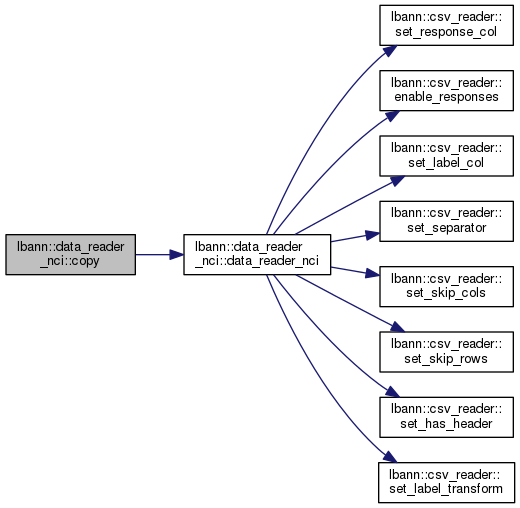 lbann::data_reader
_nci::copy
lbann::data_reader
_nci::data_reader_nci
lbann::csv_reader::
set_response_col
lbann::csv_reader::
enable_responses
lbann::csv_reader::
set_label_col
lbann::csv_reader::
set_separator
lbann::csv_reader::
set_skip_cols
lbann::csv_reader::
set_skip_rows
lbann::csv_reader::
set_has_header
lbann::csv_reader::
set_label_transform